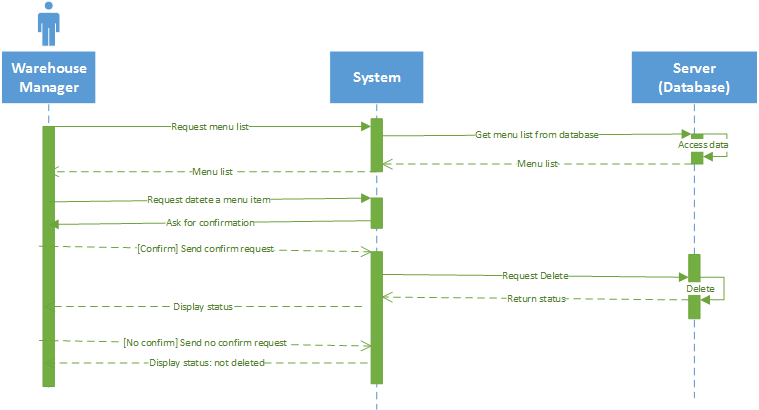 Warehouse
Manager
System
Server
(Database)
Request menu list
Get menu list from database
Access data
Menu list
Menu list
Request datete a menu item
Ask for confirmation
[Confirm] Send confirm request
Request Delete
Delete
Return status
Display status
[No confirm] Send no confirm request
Display status: not deleted